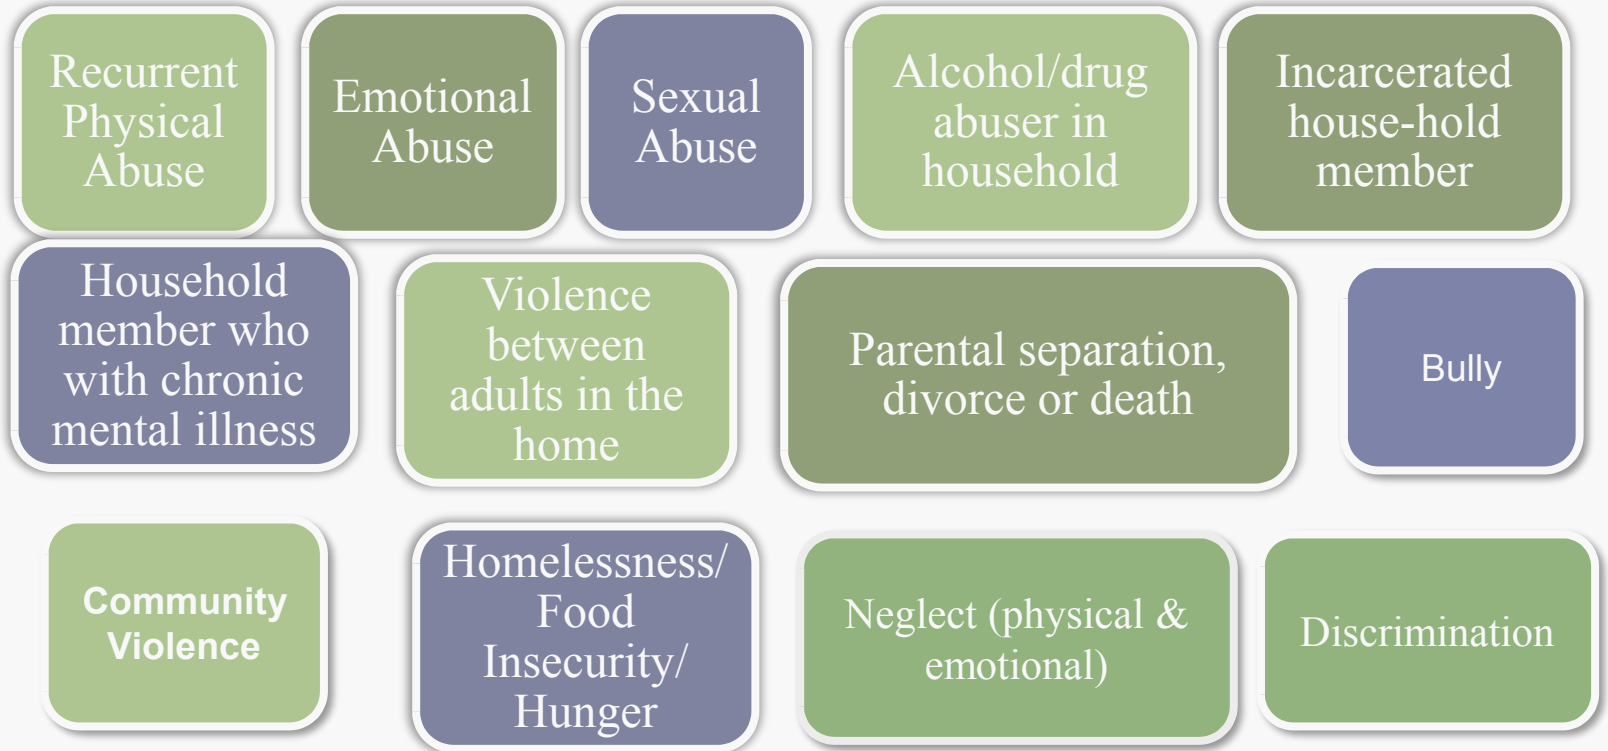 Recurrent
Physical
Abuse
Emotional
Abuse
Sexual
Abuse
Alcohol/drug
abuser in
household
Incarcerated
house-hold
member
Household
member who
with chronic
mental illness
Violence
between
adults in the
home
Parental separation,
divorce or death
Bully
Community
Violence
Homelessness/
Food
Insecurity/
Hunger
Neglect (physical &
emotional)
Discrimination